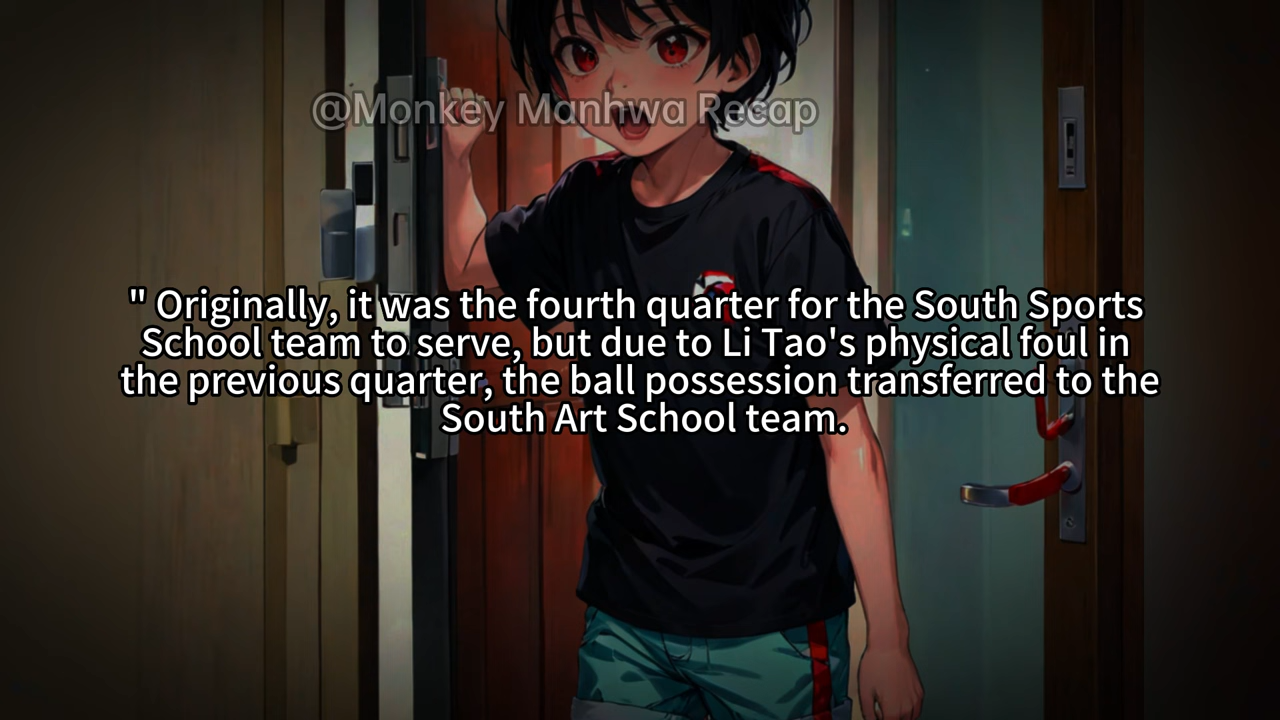 @Monkey Manhwa Recap
" Originally, it was the fourth quarter for the South Sports
School team to serve, but due to Li Tao's physical foul in
the previous quarter, the ball possession transferred to the
South Art School team.